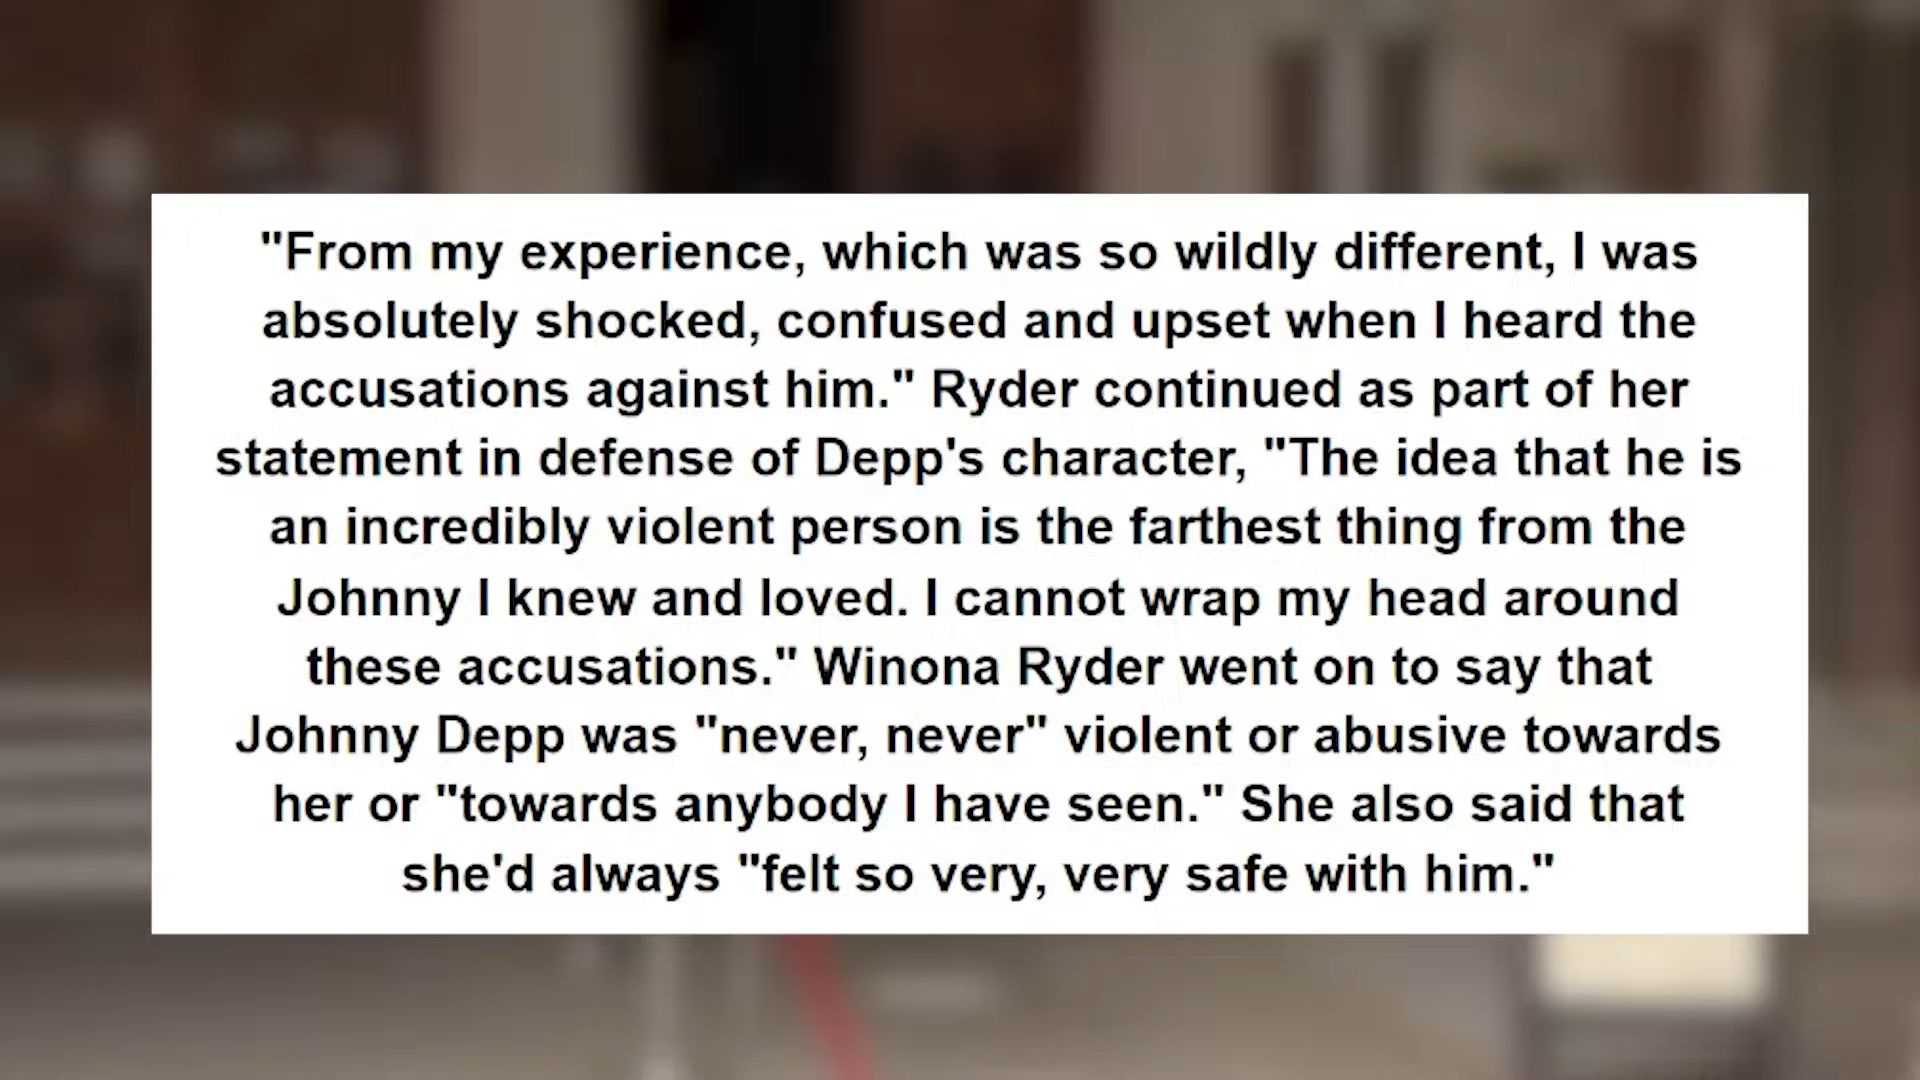 "From my experience, which was so wildly different, I was
absolutely shocked, confused and upset when I heard the
accusations against him." Ryder continued as part of her
statement in defense of Depp's character, "The idea that he is
an incredibly violent person is the farthest thing from the
Johnny I knew and loved. I cannot wrap my head around
these accusations." Winona Ryder went on to say that
Johnny Depp was "never, never" violent or abusive towards
her or "towards anybody I have seen." She also said that
she'd always "felt so very, very safe with him."